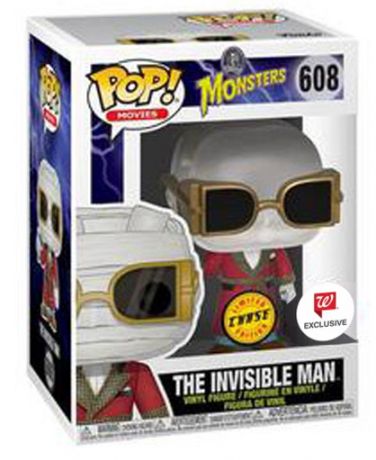 POP!
MOVIES
MONSTERS
608
LIMITED
CHASE
EDITION
W
EXCLUSIVE
THE INVISIBLE MAN
VINYL FIGURE / FIGURINE EN VINYLE /
FIGURA DE VINIL